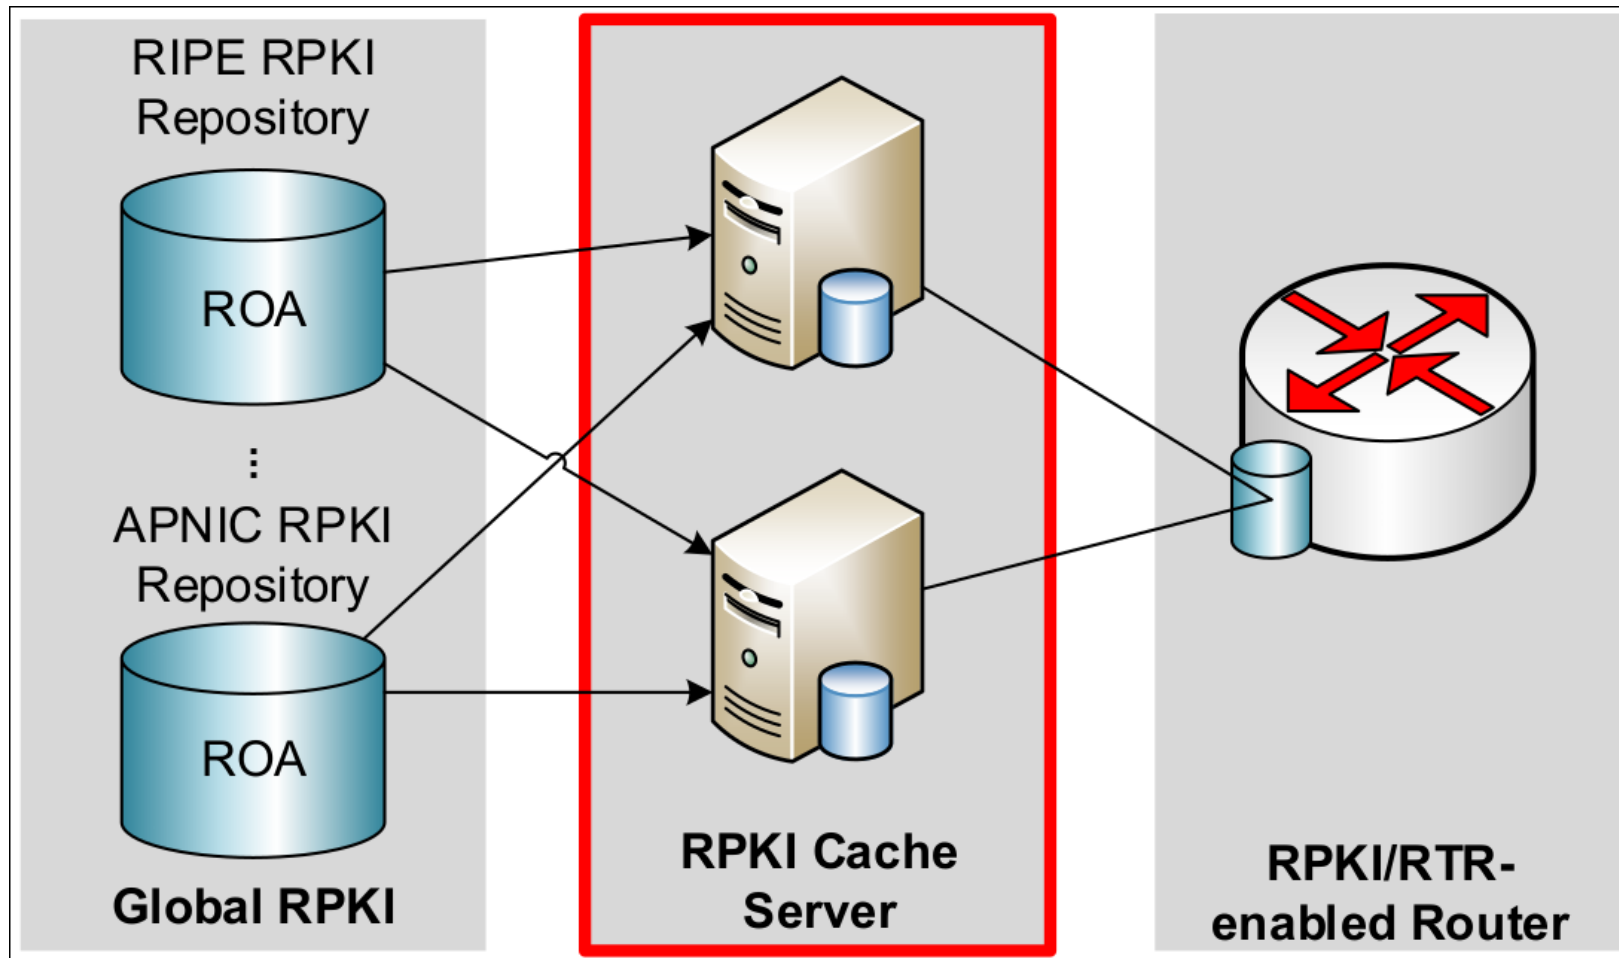 RIPE RPKI
Repository
ROA
⋮
APNIC RPKI
Repository
ROA
Global RPKI
RPKI Cache
Server
RPKI/RTR-
enabled Router